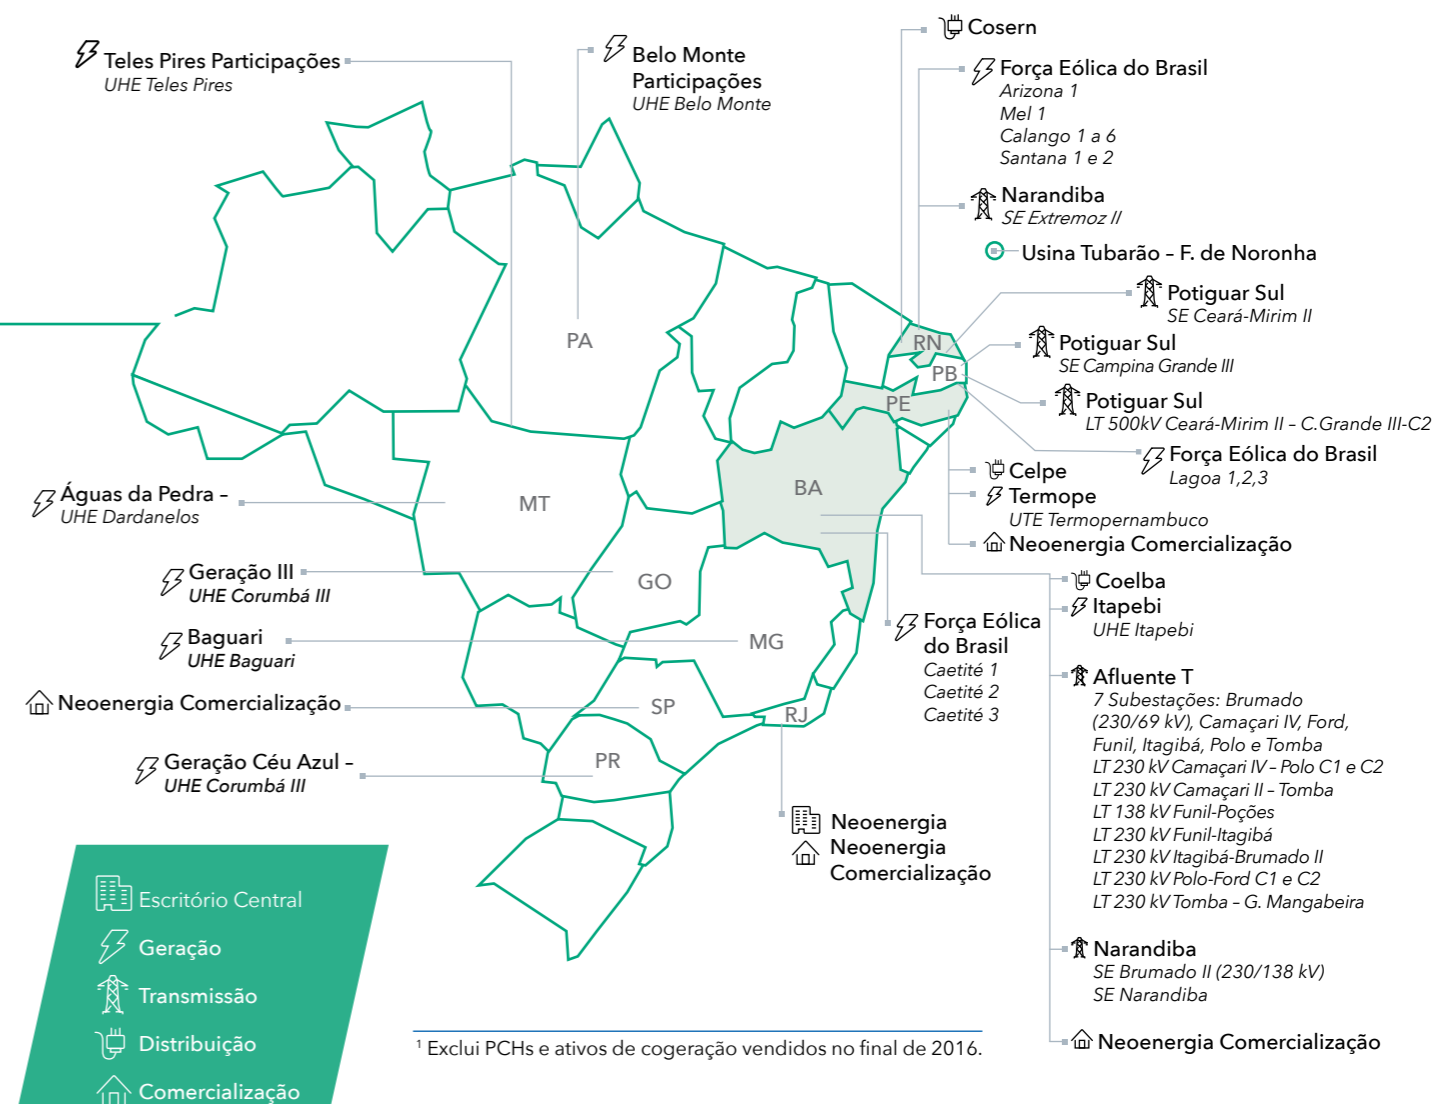 Teles Pires Participações
UHE Teles Pires
Belo Monte
Participações
UHE Belo Monte
Cosern
Força Eólica do Brasil
Arizona 1
Mel 1
Calango 1 a 6
Santana 1 e 2
Narandiba
SE Extremoz II
Usina Tubarão – F. de Noronha
Potiguar Sul
SE Ceará-Mirim II
Potiguar Sul
SE Campina Grande III
Potiguar Sul
LT 500kV Ceará-Mirim II – C.Grande III-C2
Força Eólica do Brasil
Lagoa 1,2,3
Celpe
Termope
UTE Termopernambuco
Neoenergia Comercialização
PA
RN
PB
PE
BA
MT
GO
MG
SP
RJ
PR
Águas da Pedra –
UHE Dardanelos
Geração III
UHE Corumbá III
Baguari
UHE Baguari
Neoenergia Comercialização
Geração Céu Azul –
UHE Corumbá III
Força Eólica
do Brasil
Caetité 1
Caetité 2
Caetité 3
Coelba
Itapebi
UHE Itapebi
Afluente T
7 Subestações: Brumado
(230/69 kV), Camaçari IV, Ford,
Funil, Itagibá, Polo e Tomba
LT 230 kV Camaçari IV – Polo C1 e C2
LT 230 kV Camaçari II – Tomba
LT 138 kV Funil-Poções
LT 230 kV Funil-Itagibá
LT 230 kV Itagibá-Brumado II
LT 230 kV Polo-Ford C1 e C2
LT 230 kV Tomba – G. Mangabeira
Narandiba
SE Brumado II (230/138 kV)
SE Narandiba
Neoenergia Comercialização
Neoenergia
Neoenergia
Comercialização
Escritório Central
Geração
Transmissão
Distribuição
Comercialização
¹ Exclui PCHs e ativos de cogeração vendidos no final de 2016.